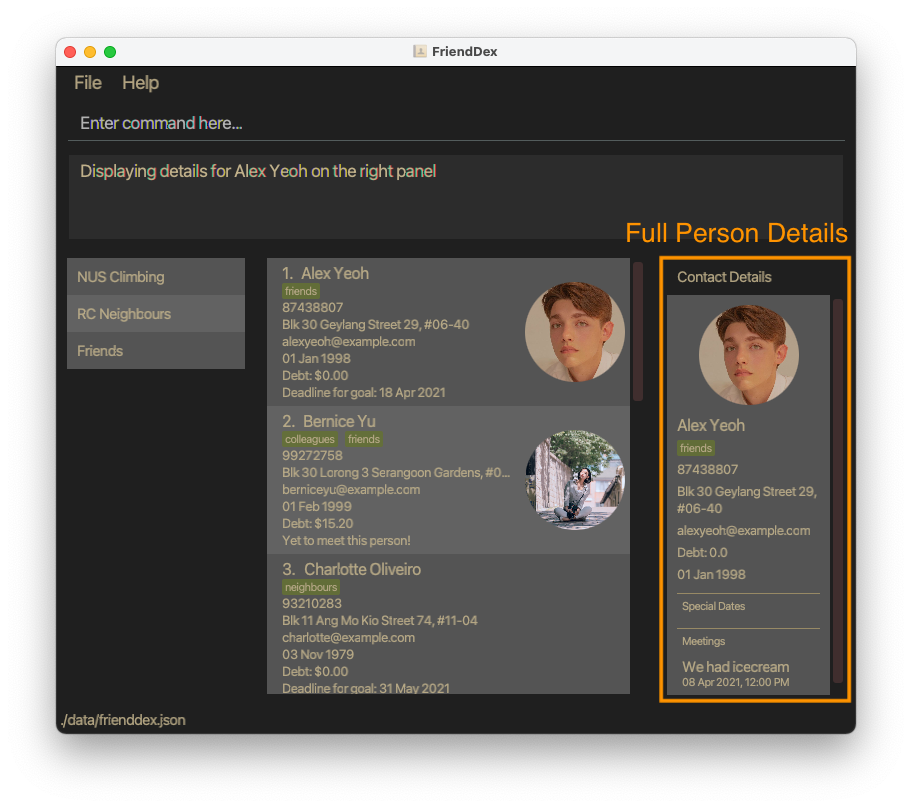 FriendDex
File Help
Enter command here...
Displaying details for Alex Yeoh on the right panel
Full Person Details
NUS Climbing
RC Neighbours
Friends
1. Alex Yeoh
friends
87438807
Blk 30 Geylang Street 29, #06-40
alexyeoh@example.com
01 Jan 1998
Debt: $0.00
Deadline for goal: 18 Apr 2021
2. Bernice Yu
colleagues friends
99272758
Blk 30 Lorong 3 Serangoon Gardens, #0...
berniceyu@example.com
01 Feb 1999
Debt: $15.20
Yet to meet this person!
3. Charlotte Oliveiro
neighbours
93210283
Blk 11 Ang Mo Kio Street 74, #11-04
charlotte@example.com
03 Nov 1979
Debt: $0.00
Deadline for goal: 31 May 2021
Contact Details
Alex Yeoh
friends
87438807
Blk 30 Geylang Street 29,
#06-40
alexyeoh@example.com
Debt: 0.0
01 Jan 1998
Special Dates
Meetings
We had icecream
08 Apr 2021, 12:00 PM
./data/frienddex.json